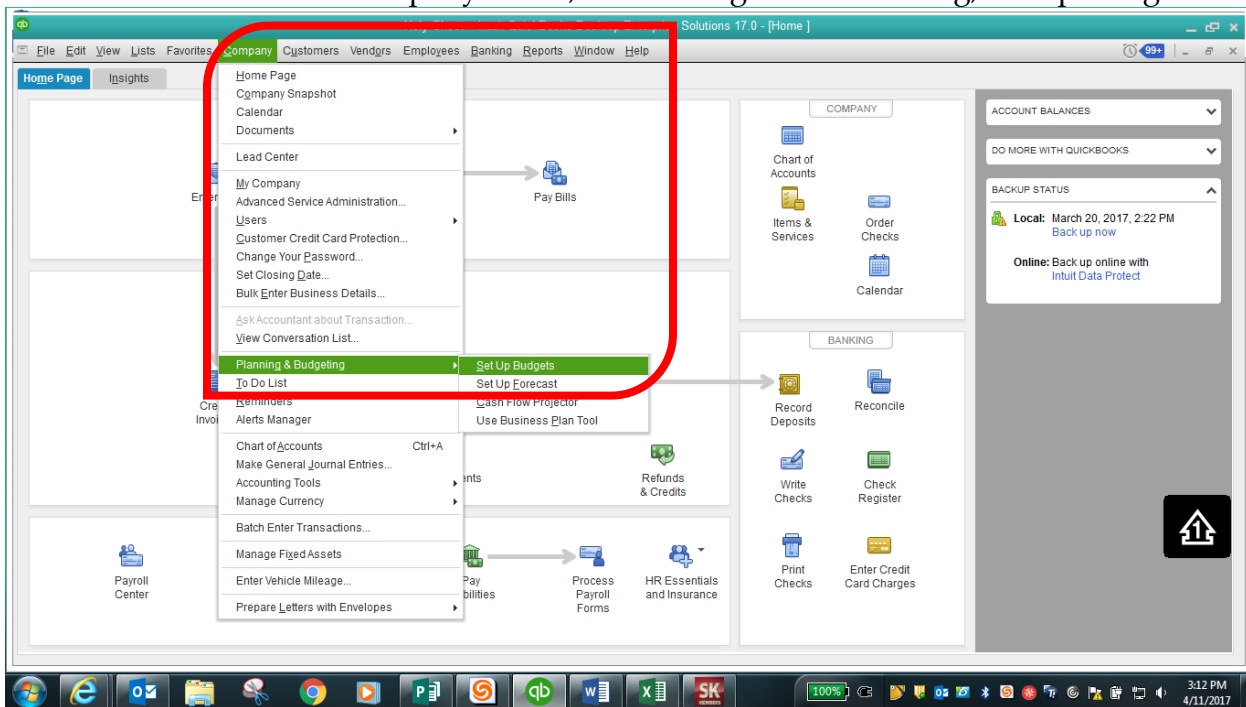 Solutions 17.0 - [Home ]
File Edit View Lists Favorites Company Customers Vendors Employees Banking Reports Window Help
99+
Home Page Insights
Home Page
Company Snapshot
Calendar
Documents
Lead Center
My Company
Advanced Service Administration...
Users
Customer Credit Card Protection...
Change Your Password...
Set Closing Date...
Bulk Enter Business Details...
Ask Accountant about Transaction...
View Conversation List...
Planning & Budgeting
To Do List
Reminders
Alerts Manager
Chart of Accounts Ctrl+A
Make General Journal Entries...
Accounting Tools
Manage Currency
Batch Enter Transactions...
Manage Fixed Assets
Enter Vehicle Mileage...
Prepare Letters with Envelopes
Set Up Budgets
Set Up Forecast
Cash Flow Projector
Use Business Plan Tool
Pay Bills
Refunds
& Credits
Payroll
Center
Pay
Process
Payroll
Forms
HR Essentials
and Insurance
COMPANY
Chart of
Accounts
Items &
Services
Order
Checks
Calendar
BANKING
Record
Deposits
Reconcile
Write
Checks
Check
Register
Print
Checks
Enter Credit
Card Charges
ACCOUNT BALANCES
DO MORE WITH QUICKBOOKS
BACKUP STATUS
Local: March 20, 2017, 2:22 PM
Back up now
Online: Back up online with
Intuit Data Protect
SK
MEMBERS
100%
3:12 PM
4/11/2017